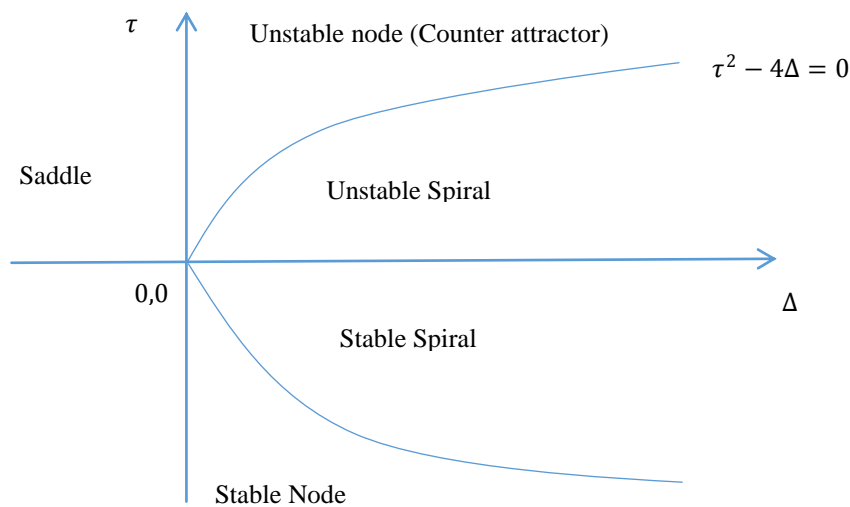 τ
Unstable node (Counter attractor)
τ² − 4Δ = 0
Saddle
Unstable Spiral
0,0
Δ
Stable Spiral
Stable Node